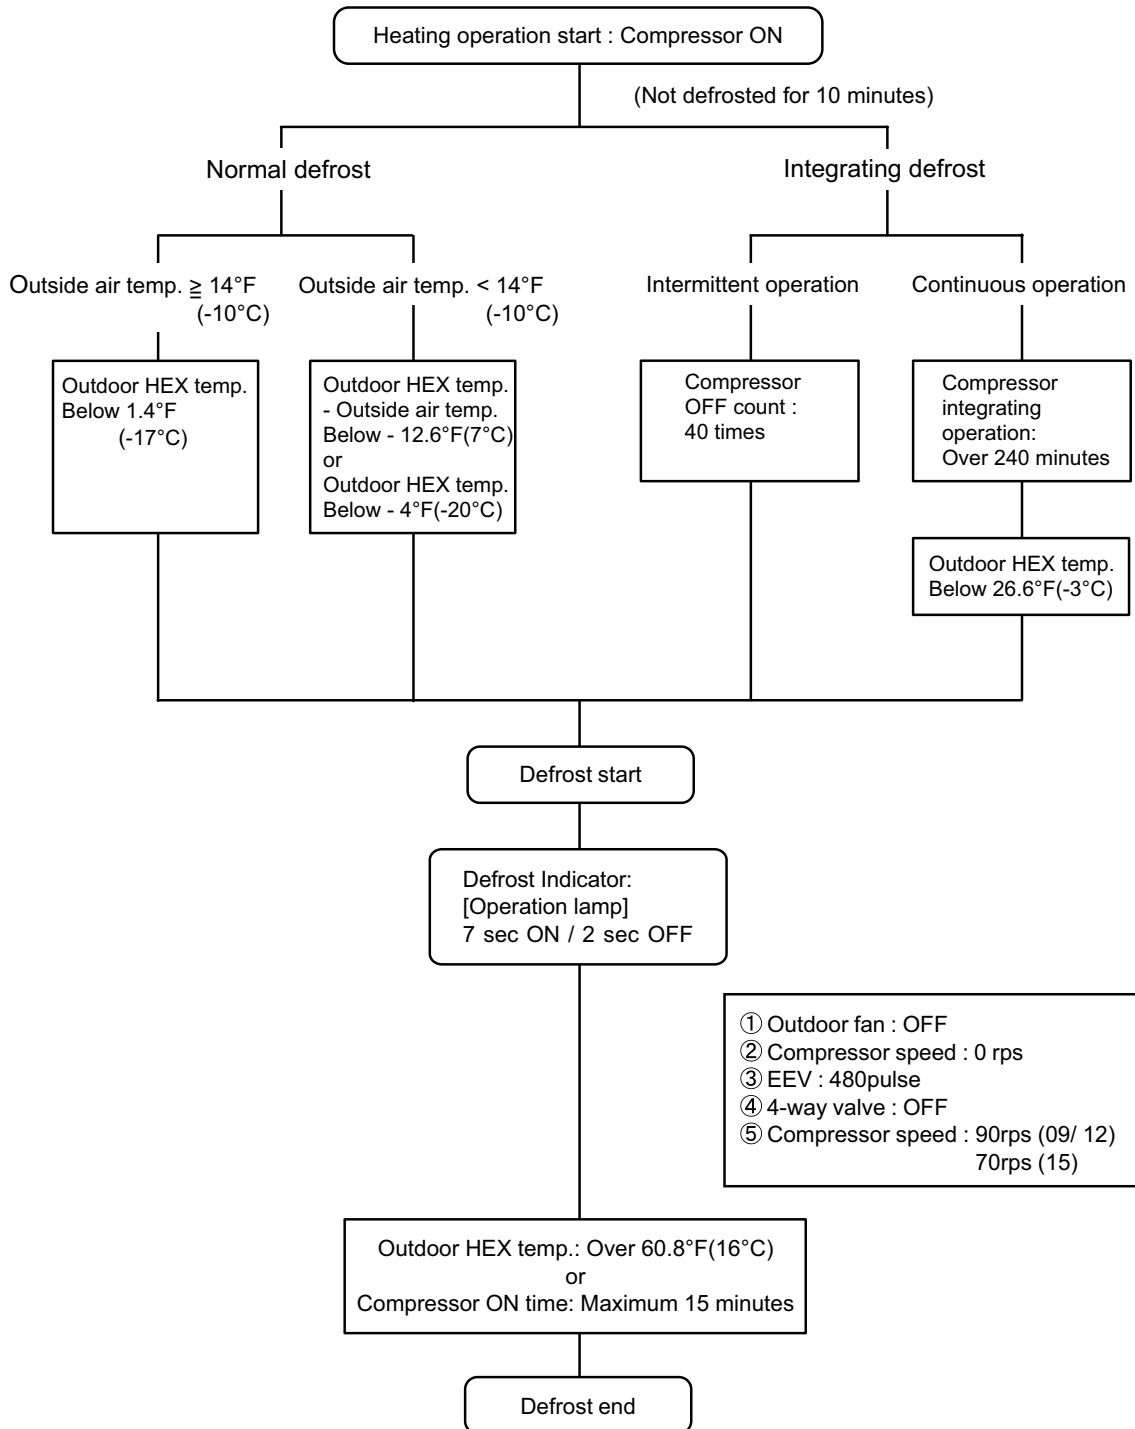 Heating operation start : Compressor ON
(Not defrosted for 10 minutes)
Normal defrost
Integrating defrost
Outside air temp. ≧ 14°F
(-10°C)
Outside air temp. < 14°F
(-10°C)
Intermittent operation
Continuous operation
Outdoor HEX temp.
Below 1.4°F
(-17°C)
Outdoor HEX temp.
- Outside air temp.
Below - 12.6°F(7°C)
or
Outdoor HEX temp.
Below - 4°F(-20°C)
Compressor
OFF count :
40 times
Compressor
integrating
operation:
Over 240 minutes
Outdoor HEX temp.
Below 26.6°F(-3°C)
Defrost start
Defrost Indicator:
[Operation lamp]
7 sec ON / 2 sec OFF
① Outdoor fan : OFF
② Compressor speed : 0 rps
③ EEV : 480pulse
④ 4-way valve : OFF
⑤ Compressor speed : 90rps (09/ 12)
70rps (15)
Outdoor HEX temp.: Over 60.8°F(16°C)
or
Compressor ON time: Maximum 15 minutes
Defrost end